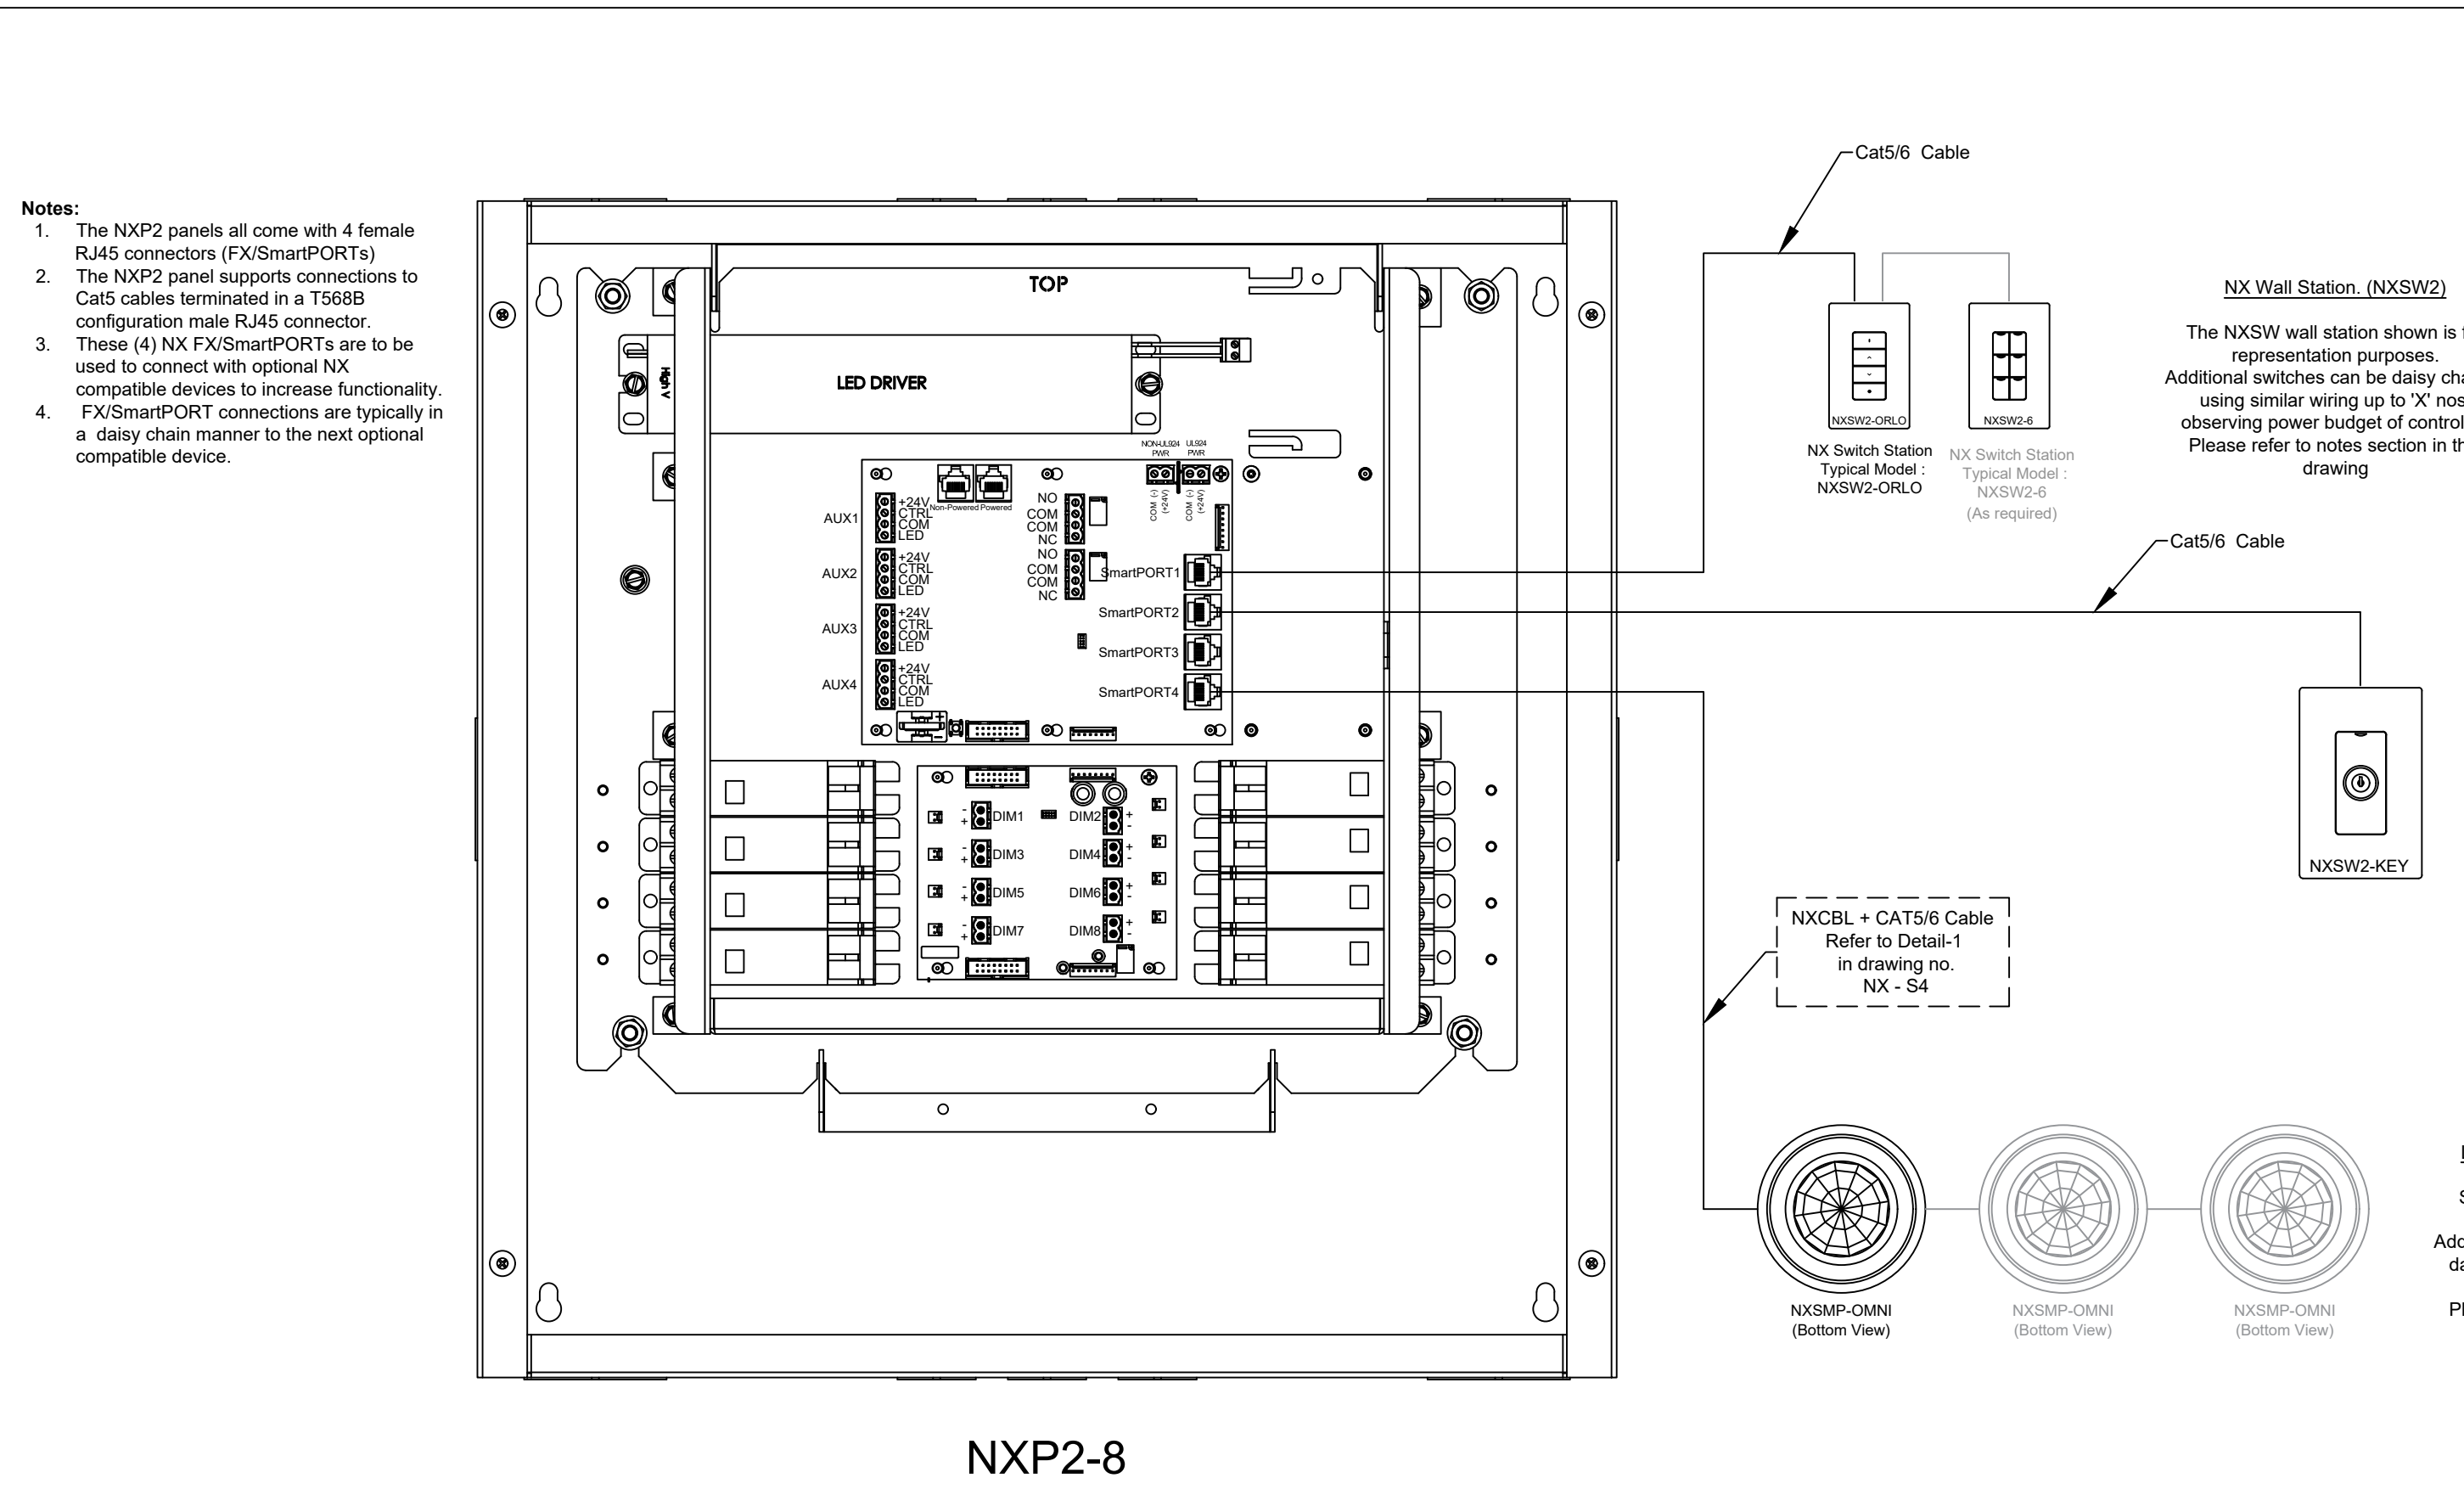 Notes:
1. The NXP2 panels all come with 4 female
RJ45 connectors (FX/SmartPORTs)
2. The NXP2 panel supports connections to
Cat5 cables terminated in a T568B
configuration male RJ45 connector.
3. These (4) NX FX/SmartPORTs are to be
used to connect with optional NX
compatible devices to increase functionality.
4. FX/SmartPORT connections are typically in
a daisy chain manner to the next optional
compatible device.
TOP
High V
LED DRIVER
NON-UL924 UL924
PWR PWR
COM (-)
(+24V)
COM (-)
(+24V)
Non-Powered Powered
AUX1
+24V
CTRL
COM
LED
AUX2
+24V
CTRL
COM
LED
AUX3
+24V
CTRL
COM
LED
AUX4
+24V
CTRL
COM
LED
NO
COM
COM
NC
NO
COM
COM
NC
SmartPORT1
SmartPORT2
SmartPORT3
SmartPORT4
+
-
- DIM1 DIM2 +
+ -
- DIM3 DIM4 +
+ -
- DIM5 DIM6 +
+ -
- DIM7 DIM8 +
+ -
NXP2-8
Cat5/6 Cable
NXSW2-ORLO
NX Switch Station
Typical Model :
NXSW2-ORLO
NXSW2-6
NX Switch Station
Typical Model :
NXSW2-6
(As required)
NX Wall Station. (NXSW2)
The NXSW wall station shown is
representation purposes.
Additional switches can be daisy
using similar wiring up to 'X' nos
observing power budget of
Please refer to notes section in
drawing
Cat5/6 Cable
NXSW2-KEY
NXCBL + CAT5/6 Cable
Refer to Detail-1
in drawing no.
NX - S4
NXSMP-OMNI
(Bottom View)
NXSMP-OMNI
(Bottom View)
NXSMP-OMNI
(Bottom View)